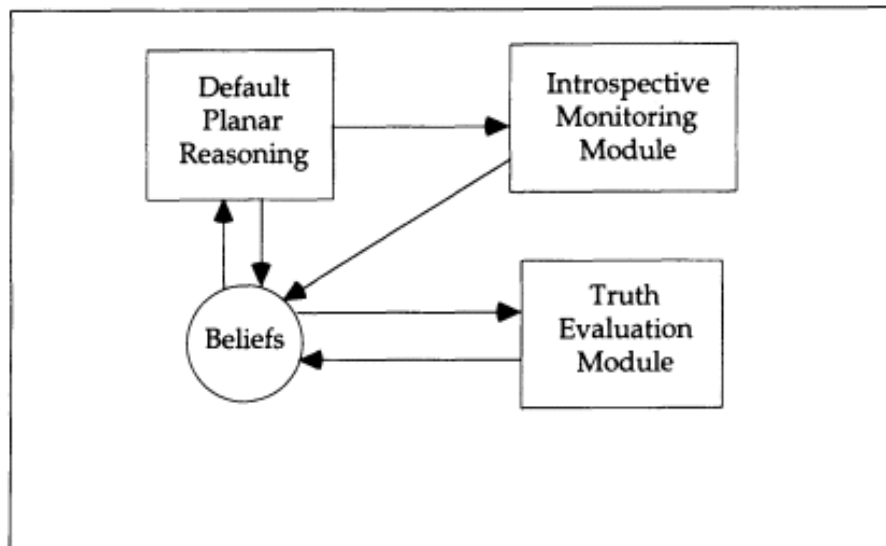 Default
Planar
Reasoning
Introspective
Monitoring
Module
Beliefs
Truth
Evaluation
Module